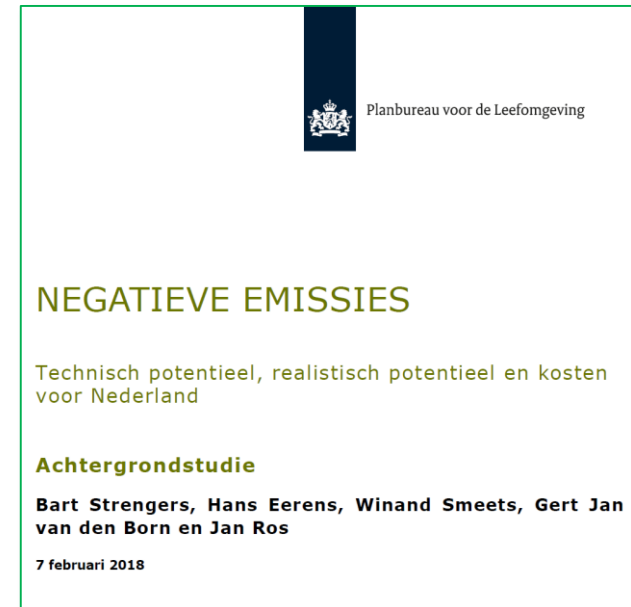 Planbureau voor de Leefomgeving
NEGATIEVE EMISSIES
Technisch potentieel, realistisch potentieel en kosten
voor Nederland
Achtergrondstudie
Bart Strengers, Hans Eerens, Winand Smeets, Gert Jan
van den Born en Jan Ros
7 februari 2018